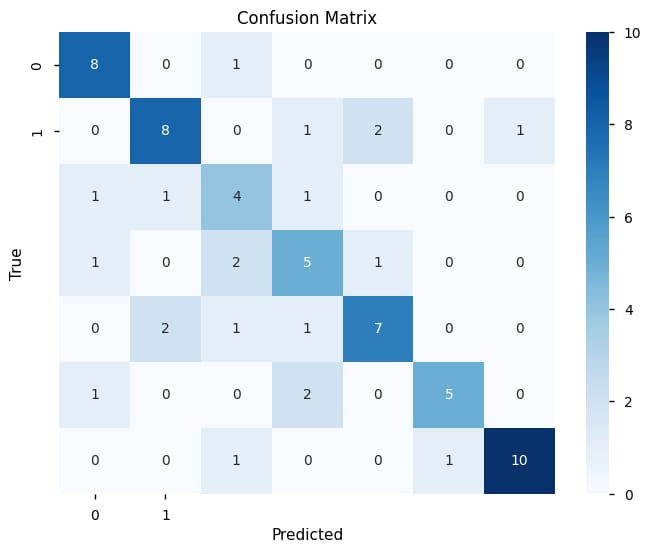 Confusion Matrix
0 8 0 1 0 0 0 0
1 0 8 0 1 2 0 1
1 1 4 1 0 0 0
1 0 2 5 1 0 0
0 2 1 1 7 0 0
1 0 0 2 0 5 0
0 0 1 0 0 1 10
0 1
True
Predicted
10
8
6
4
2
0